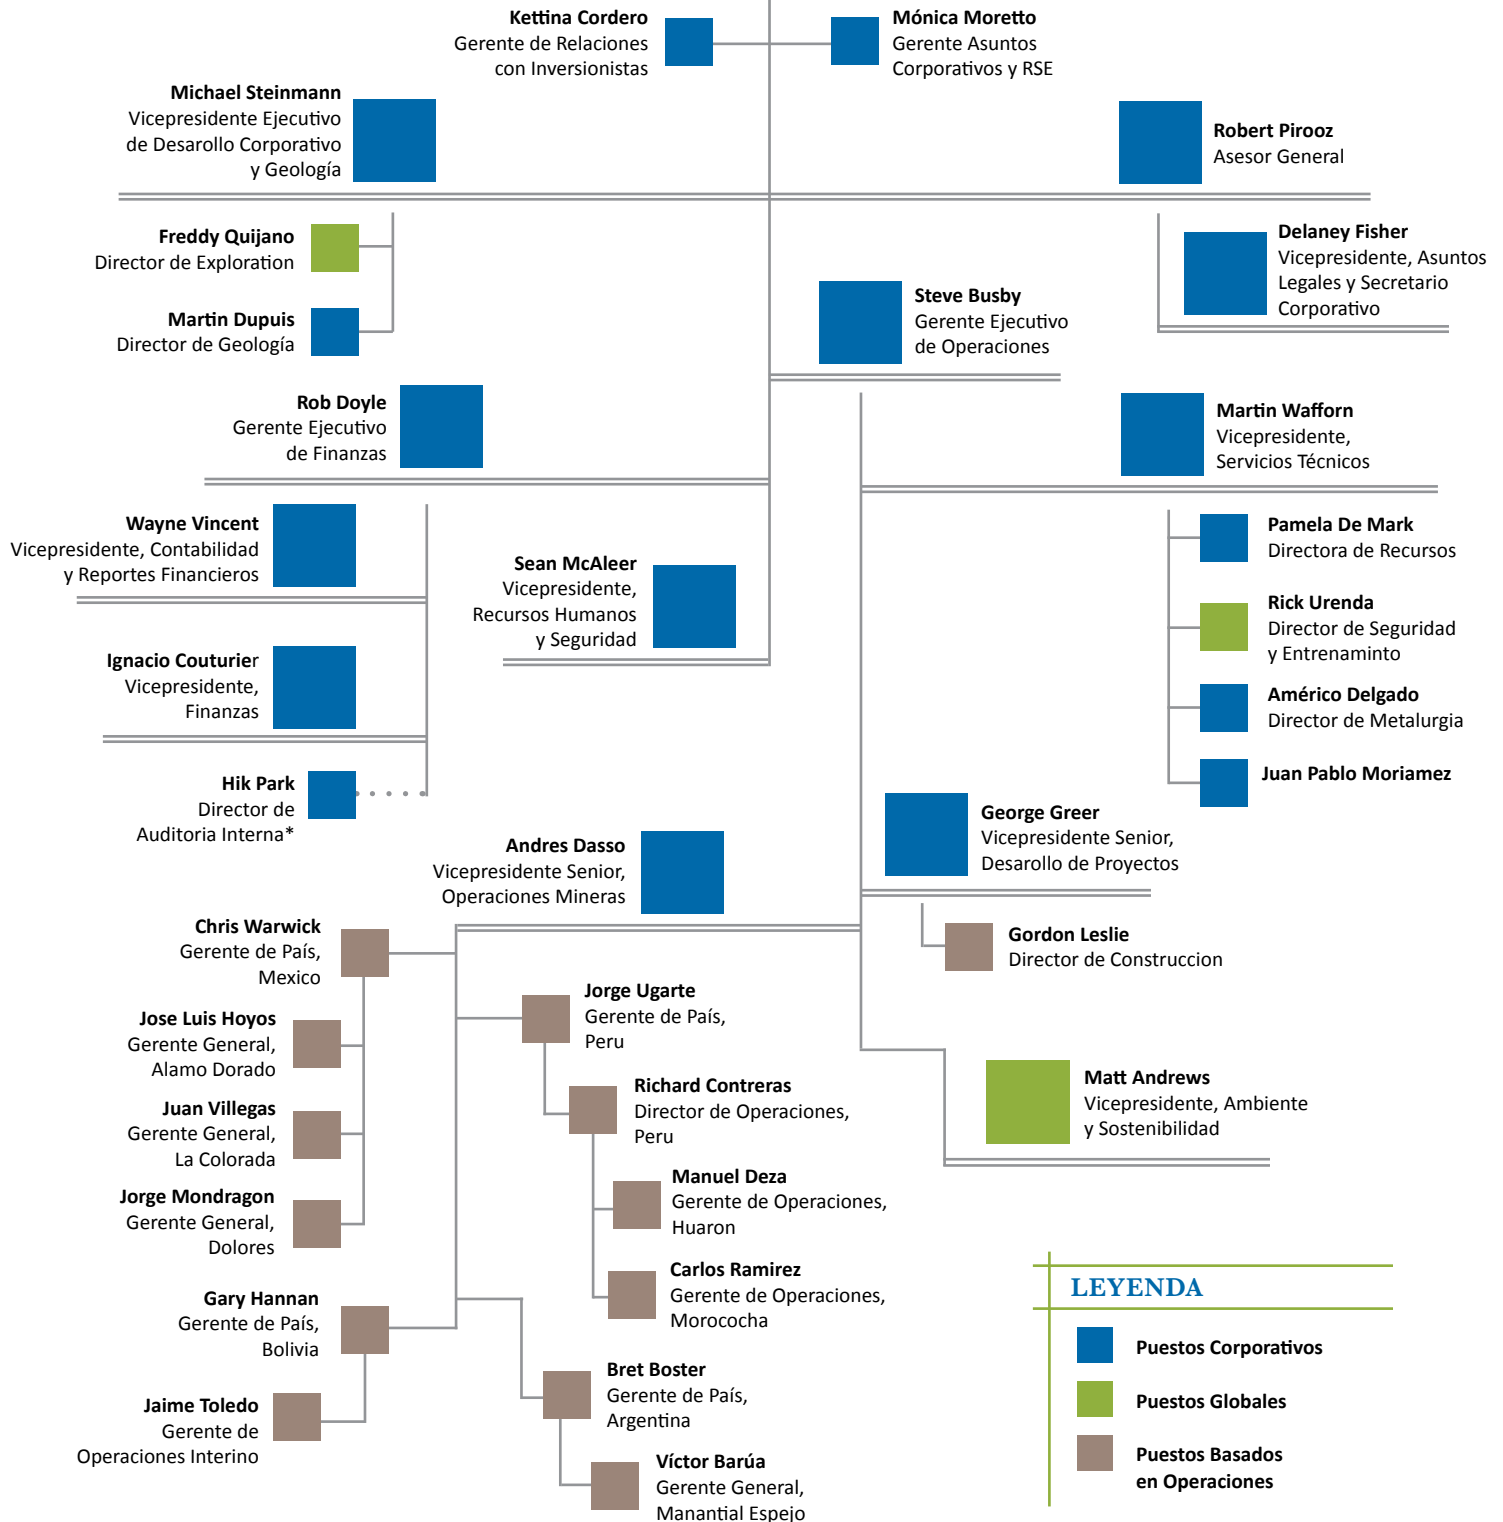 Kettina Cordero
Gerente de Relaciones
con Inversionistas
Mónica Moretto
Gerente Asuntos
Corporativos y RSE
Michael Steinmann
Vicepresidente Ejecutivo
de Desarollo Corporativo
y Geología
Robert Pirooz
Asesor General
Freddy Quijano
Director de Exploration
Martin Dupuis
Director de Geología
Delaney Fisher
Vicepresidente, Asuntos
Legales y Secretario
Corporativo
Steve Busby
Gerente Ejecutivo
de Operaciones
Rob Doyle
Gerente Ejecutivo
de Finanzas
Martin Wafforn
Vicepresidente,
Servicios Técnicos
Wayne Vincent
Vicepresidente, Contabilidad
y Reportes Financieros
Sean McAleer
Vicepresidente,
Recursos Humanos
y Seguridad
Pamela De Mark
Directora de Recursos
Rick Urenda
Director de Seguridad
y Entrenaminto
Ignacio Couturier
Vicepresidente,
Finanzas
Américo Delgado
Director de Metalurgia
Juan Pablo Moriamez
Hik Park
Director de
Auditoria Interna*
George Greer
Vicepresidente Senior,
Desarollo de Proyectos
Andres Dasso
Vicepresidente Senior,
Operaciones Mineras
Gordon Leslie
Director de Construccion
Chris Warwick
Gerente de País,
Mexico
Jose Luis Hoyos
Gerente General,
Alamo Dorado
Juan Villegas
Gerente General,
La Colorada
Jorge Mondragon
Gerente General,
Dolores
Jorge Ugarte
Gerente de País,
Peru
Richard Contreras
Director de Operaciones,
Peru
Manuel Deza
Gerente de Operaciones,
Huaron
Carlos Ramirez
Gerente de Operaciones,
Morococha
Matt Andrews
Vicepresidente, Ambiente
y Sostenibilidad
Gary Hannan
Gerente de País,
Bolivia
Jaime Toledo
Gerente de
Operaciones Interino
Bret Boster
Gerente de País,
Argentina
Víctor Barúa
Gerente General,
Manantial Espejo
LEYENDA
Puestos Corporativos
Puestos Globales
Puestos Basados
en Operaciones